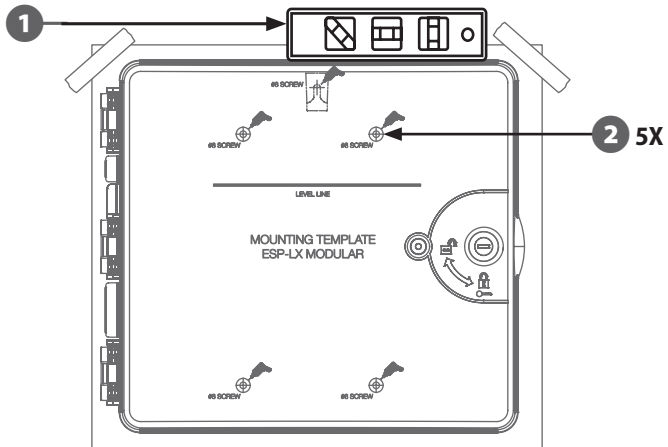 1
#8 SCREW
#8 SCREW
#8 SCREW
2 5X
LEVEL LINE
MOUNTING TEMPLATE
ESP-LX MODULAR
#8 SCREW
#8 SCREW